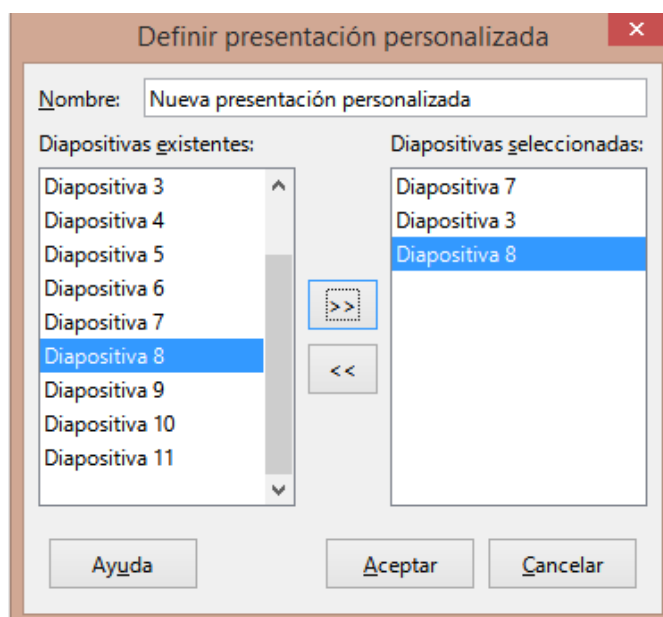 Definir presentación personalizada
Nombre: Nueva presentación personalizada
Diapositivas existentes:
Diapositiva 3
Diapositiva 4
Diapositiva 5
Diapositiva 6
Diapositiva 7
Diapositiva 8
Diapositiva 9
Diapositiva 10
Diapositiva 11
>>
<<
Diapositivas seleccionadas:
Diapositiva 7
Diapositiva 3
Diapositiva 8
Ayuda Aceptar Cancelar